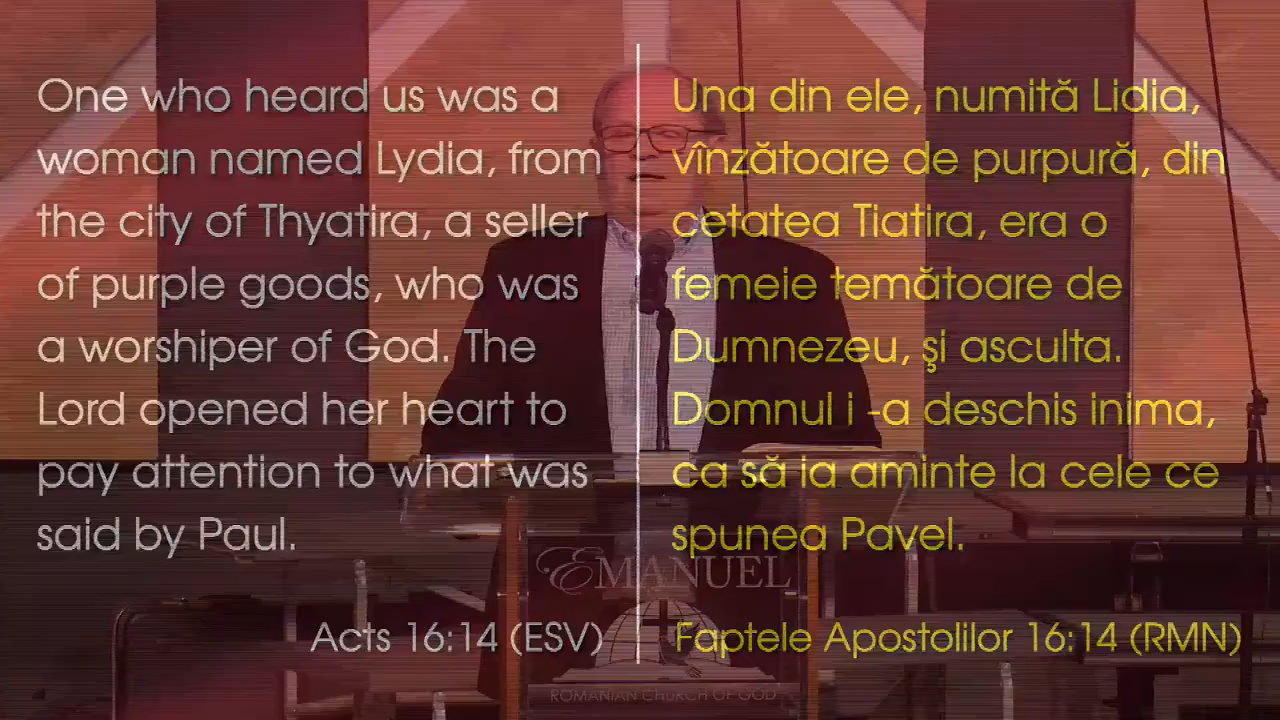 One who heard us was a
woman named Lydia, from
the city of Thyatira, a seller
of purple goods, who was
a worshiper of God. The
Lord opened her heart to
pay attention to what was
said by Paul.
Acts 16:14 (ESV)
Una din ele, numită Lidia,
vînzătoare de purpură, din
cetatea Tiatira, era o
femeie temătoare de
Dumnezeu, şi asculta.
Domnul i -a deschis inima,
ca să ia aminte la cele ce
spunea Pavel.
Faptele Apostolilor 16:14 (RMN)
EMANUEL
ROMANIAN CHURCH OF GOD